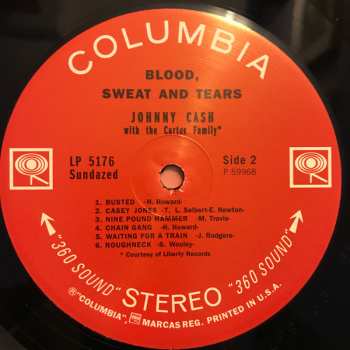 COLUMBIA
BLOOD,
SWEAT AND TEARS
JOHNNY CASH
with the Carter Family*
LP 5176 Side 2
Sundazed P 59968
1. BUSTED -H. Howard-
2. CASEY JONES -T. L. Seibert-E. Newton-
3. NINE POUND HAMMER -M. Travis-
4. CHAIN GANG -H. Howard-
5. WAITING FOR A TRAIN -J. Rodgers-
6. ROUGHNECK -S. Wooley-
* Courtesy of Liberty Records
"360 SOUND" STEREO "360 SOUND"
® "COLUMBIA", MARCAS REG. PRINTED IN U.S.A.